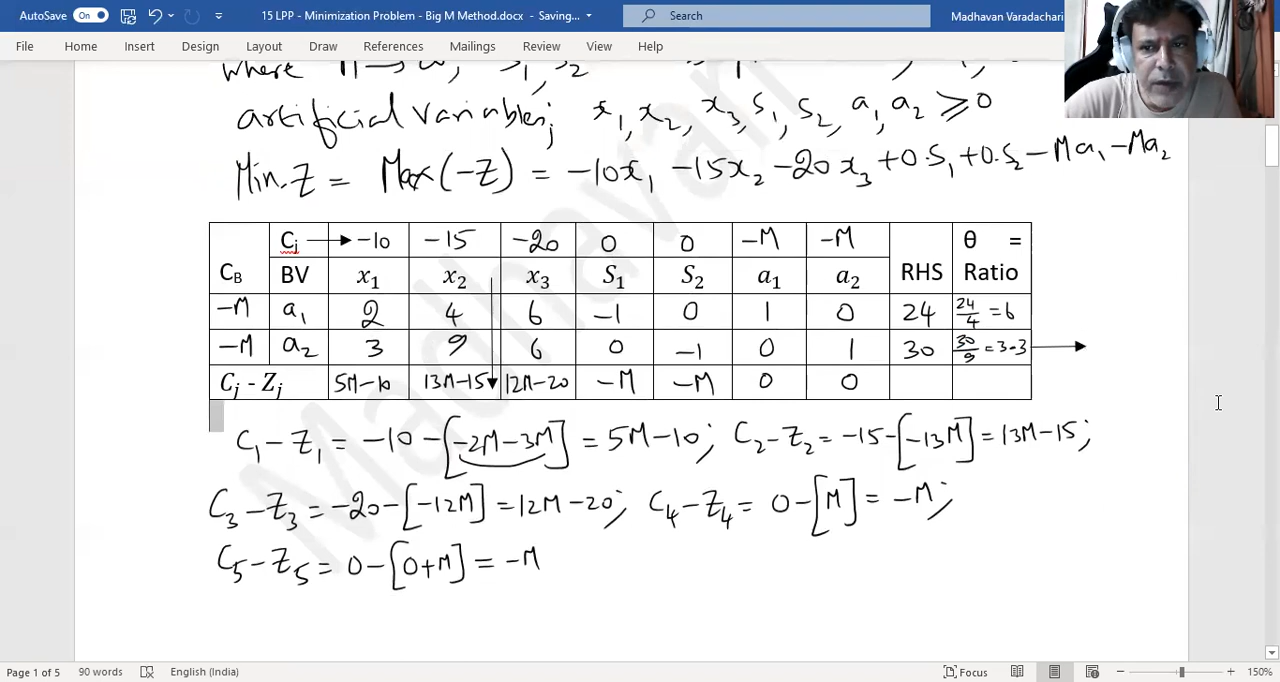 AutoSave On 15 LPP - Minimization Problem - Big M Method.docx - Saving... Search Madhavan Varadachari
File Home Insert Design Layout References Mailings Review View Help
where
artificial variables; x₁, x₂, x₃, S₁, S₂, a₁, a₂ ⩾ 0
Min. Z = Max(-Z) = -10x₁ -15x₂ -20x₃ +0.S₁ +0.S₂ -Ma₁ -Ma₂
Cj → -10 -15 -20 0 0 -M -M θ =
CB BV x₁ x₂ x₃ S₁ S₂ a₁ a₂ RHS Ratio
-M a₁ 2 4 6 -1 0 1 0 24 24/4 = 6
-M a₂ 3 9 6 0 -1 0 1 30 30/9 = 3.3
Cj - Zj 5M-10 13M-15 12M-20 -M -M 0 0
C₁ - Z₁ = -10 - [-2M - 3M] = 5M - 10; C₂ - Z₂ = -15 - [-13M] = 13M - 15;
C₃ - Z₃ = -20 - [-12M] = 12M - 20; C₄ - Z₄ = 0 - [M] = -M;
C₅ - Z₅ = 0 - [0+M] = -M
Madhavan
Page 1 of 5 90 words English (India) Focus 150%